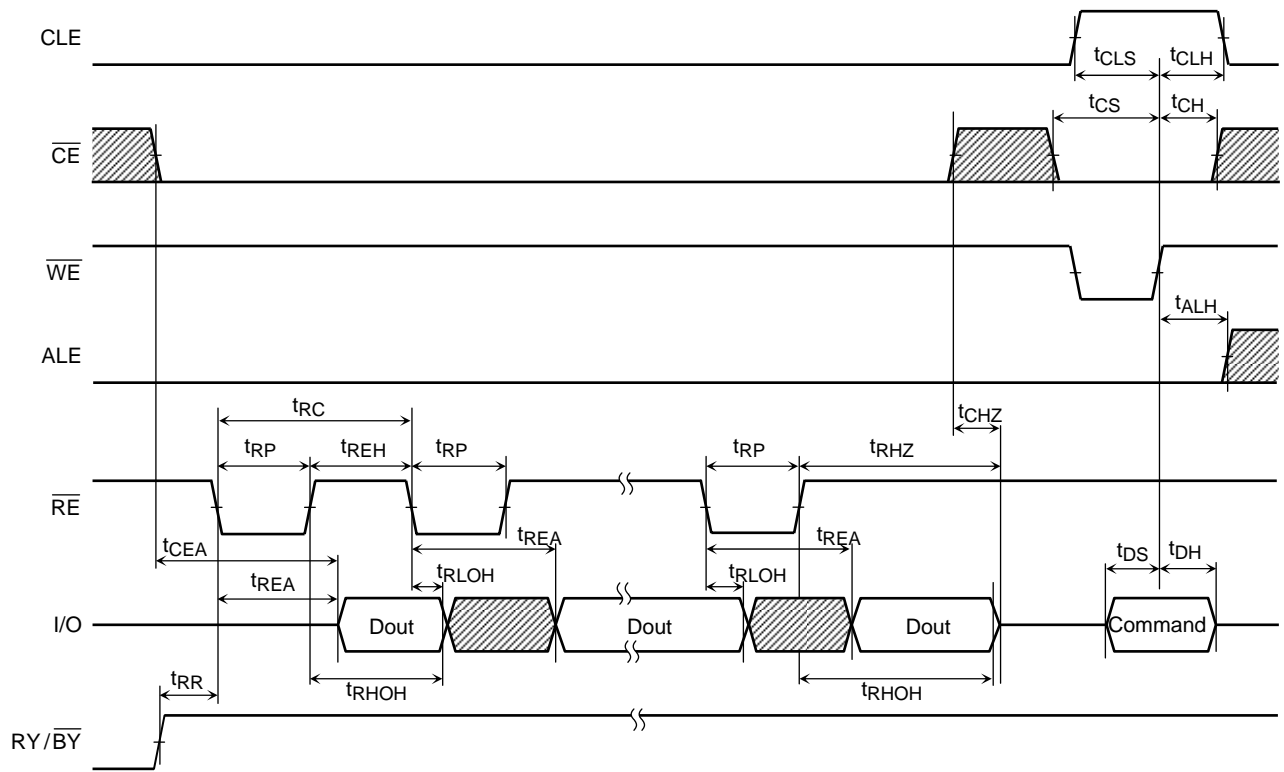 CLE
tCLS tCLH
tCS tCH
CE
WE
tALH
ALE
tRC
tCHZ
tRP tREH tRP tRP tRHZ
RE
tCEA tREA tREA
tREA tRLOH tRLOH tDS tDH
I/O Dout Dout Dout Command
tRR tRHOH tRHOH
RY/BY